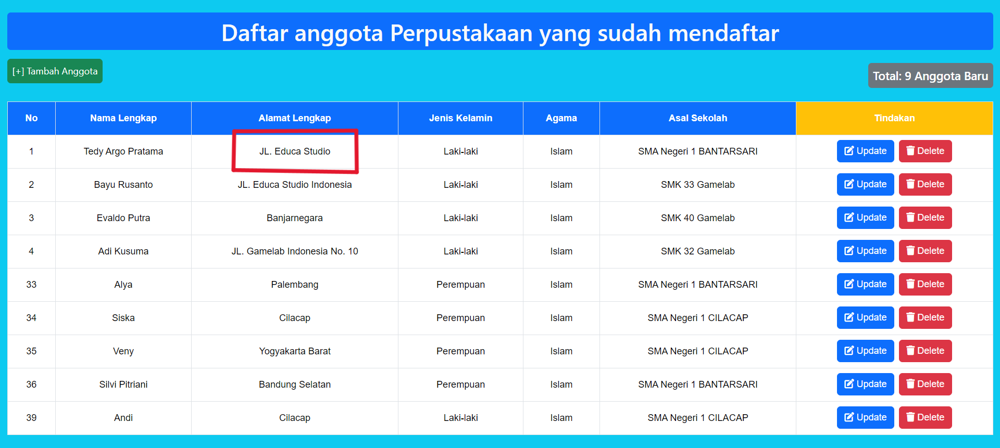 Daftar anggota Perpustakaan yang sudah mendaftar
[+] Tambah Anggota
Total: 9 Anggota Baru
No Nama Lengkap Alamat Lengkap Jenis Kelamin Agama Asal Sekolah Tindakan
1 Tedy Argo Pratama JL. Educa Studio Laki-laki Islam SMA Negeri 1 BANTARSARI Update Delete
2 Bayu Rusanto JL. Educa Studio Indonesia Laki-laki Islam SMK 33 Gamelab Update Delete
3 Evaldo Putra Banjarnegara Laki-laki Islam SMK 40 Gamelab Update Delete
4 Adi Kusuma JL. Gamelab Indonesia No. 10 Laki-laki Islam SMK 32 Gamelab Update Delete
33 Alya Palembang Perempuan Islam SMA Negeri 1 BANTARSARI Update Delete
34 Siska Cilacap Perempuan Islam SMA Negeri 1 CILACAP Update Delete
35 Veny Yogyakarta Barat Perempuan Islam SMA Negeri 1 CILACAP Update Delete
36 Silvi Pitriani Bandung Selatan Perempuan Islam SMA Negeri 1 BANTARSARI Update Delete
39 Andi Cilacap Laki-laki Islam SMA Negeri 1 CILACAP Update Delete